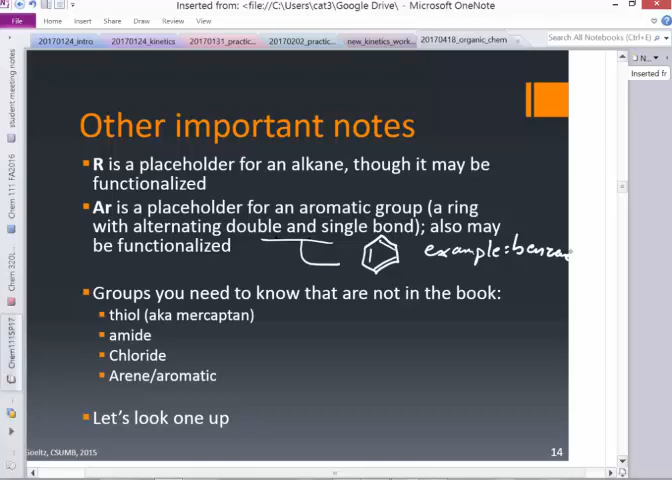 Inserted from: <file://C:/Users/cat3/Google Drive/ - Microsoft OneNote
File Home Insert Draw History Share Review View
20170124_intro 20170124_kinetics 20170131_practic... 20170202_practic... new_kinetics_work... 20170418_organic_chem
Search All Notebooks (Ctrl+E)
N...
Inserted fr
student meeting notes
Chem 111 FA2016
Chem 320L
Chem111SP17
Other important notes
R is a placeholder for an alkane, though it may be
functionalized
Ar is a placeholder for an aromatic group (a ring
with alternating double and single bond); also may
be functionalized
example:
Groups you need to know that are not in the book:
thiol (aka mercaptan)
amide
Chloride
Arene/aromatic
Let's look one up
Goeltz, CSUMB, 2015
14